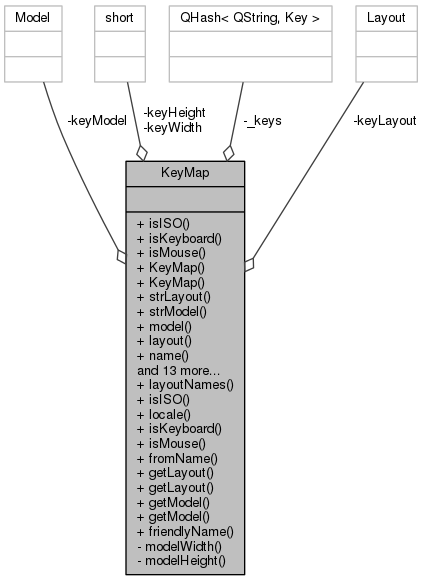 Model
short
QHash< QString, Key >
Layout
-keyModel
-keyHeight
-keyWidth
-_keys
-keyLayout
KeyMap
+ isISO()
+ isKeyboard()
+ isMouse()
+ KeyMap()
+ KeyMap()
+ strLayout()
+ strModel()
+ model()
+ layout()
+ name()
and 13 more...
+ layoutNames()
+ isISO()
+ locale()
+ isKeyboard()
+ isMouse()
+ fromName()
+ getLayout()
+ getLayout()
+ getModel()
+ getModel()
+ friendlyName()
- modelWidth()
- modelHeight()